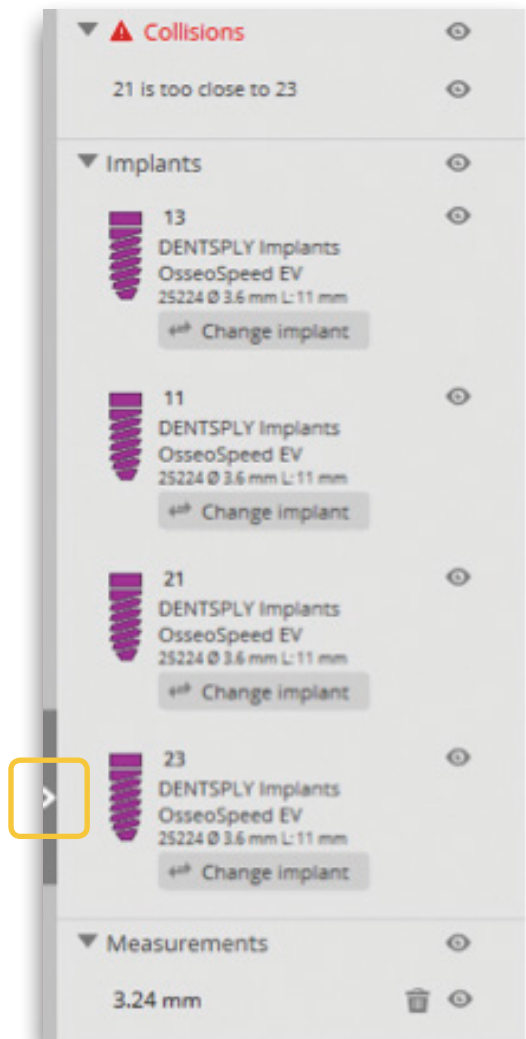 Collisions
21 is too close to 23
Implants
13
DENTSPLY Implants
OsseoSpeed EV
25224 Ø 3.6 mm L: 11 mm
Change implant
11
DENTSPLY Implants
OsseoSpeed EV
25224 Ø 3.6 mm L: 11 mm
Change implant
21
DENTSPLY Implants
OsseoSpeed EV
25224 Ø 3.6 mm L: 11 mm
Change implant
23
DENTSPLY Implants
OsseoSpeed EV
25224 Ø 3.6 mm L: 11 mm
Change implant
Measurements
3.24 mm